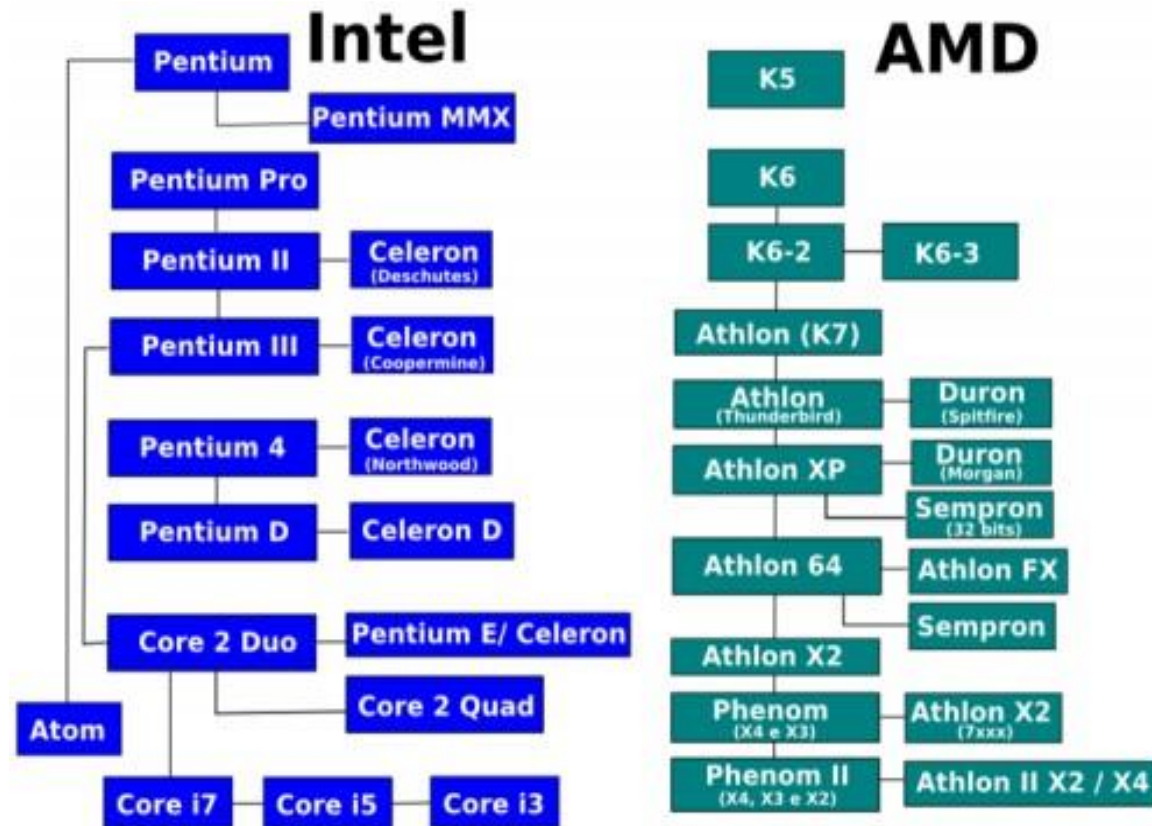 Intel
Pentium
Pentium MMX
Pentium Pro
Pentium II
Celeron
(Deschutes)
Pentium III
Celeron
(Coopermine)
Pentium 4
Celeron
(Northwood)
Pentium D
Celeron D
Core 2 Duo
Pentium E/ Celeron
Core 2 Quad
Atom
Core i7
Core i5
Core i3
AMD
K5
K6
K6-2
K6-3
Athlon (K7)
Athlon
(Thunderbird)
Duron
(Spitfire)
Athlon XP
Duron
(Morgan)
Sempron
(32 bits)
Athlon 64
Athlon FX
Sempron
Athlon X2
Phenom
(X4 e X3)
Athlon X2
(7xxx)
Phenom II
(X4, X3 e X2)
Athlon II X2 / X4